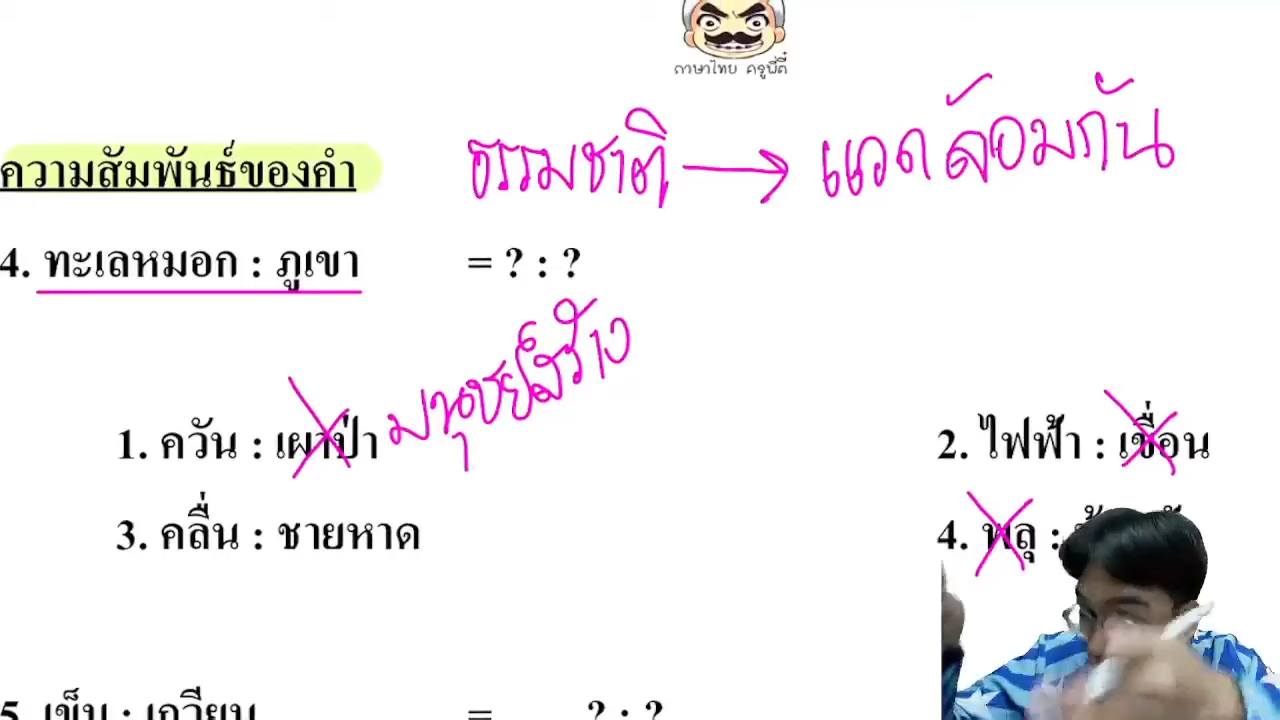 ภาษาไทย ครูพี่ตี๋
ธรรมชาติ → แวดล้อมกัน
ความสัมพันธ์ของคำ
4. ทะเลหมอก : ภูเขา = ? : ?
มนุษย์สร้าง
1. ควัน : เผาป่า 2. ไฟฟ้า : เขื่อน
3. คลื่น : ชายหาด 4. พลุ :
5. เข็น : เกวียน = ? : ?